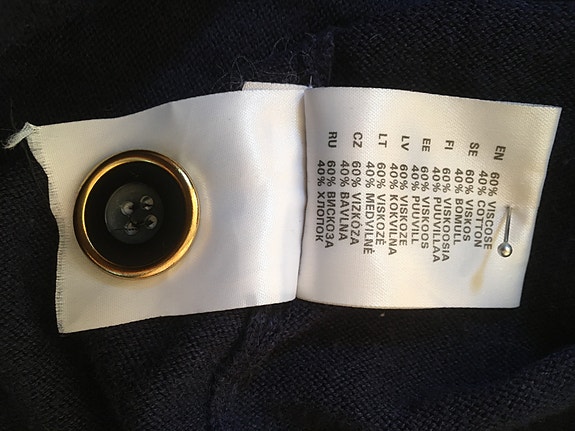 EN 60% VISCOSE
40% COTTON
SE 60% VISKOS
40% BOMULL
FI 60% VISKOOSIA
40% PUUVILLAA
EE 60% VISKOOS
40% PUUVILL
LV 60% VISKOZE
40% KOKVILNA
LT 60% VISKOZĖ
40% MEDVILNĖ
CZ 60% VIZKÓZA
40% BAVLNA
RU 60% ВИСКОЗА
40% ХЛОПОК